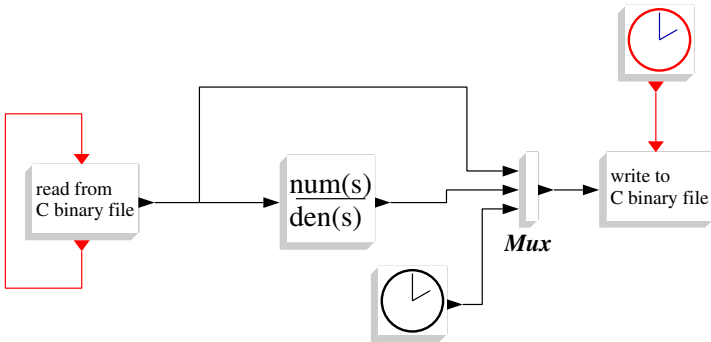 read from
C binary file
num(s)
den(s)
Mux
write to
C binary file